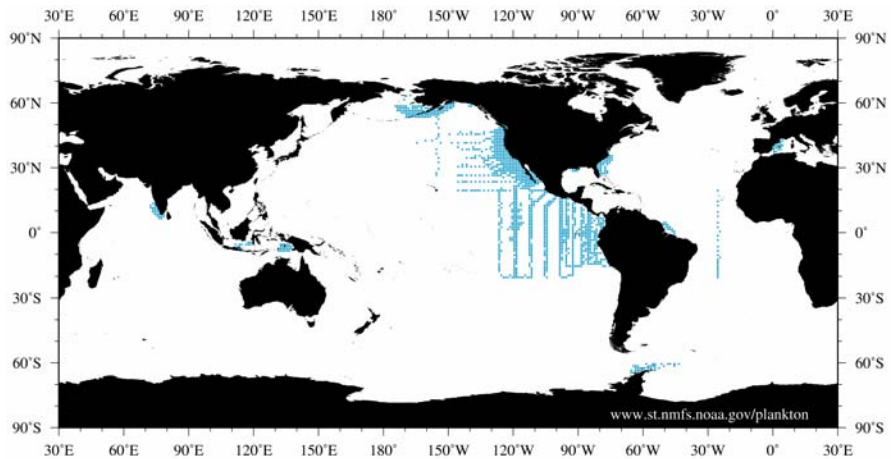 30˚E 60˚E 90˚E 120˚E 150˚E 180˚ 150˚W 120˚W 90˚W 60˚W 30˚W 0˚ 30˚E
90˚N 90˚N
60˚N 60˚N
30˚N 30˚N
0˚ 0˚
30˚S 30˚S
60˚S 60˚S
www.st.nmfs.noaa.gov/plankton
90˚S 90˚S
30˚E 60˚E 90˚E 120˚E 150˚E 180˚ 150˚W 120˚W 90˚W 60˚W 30˚W 0˚ 30˚E